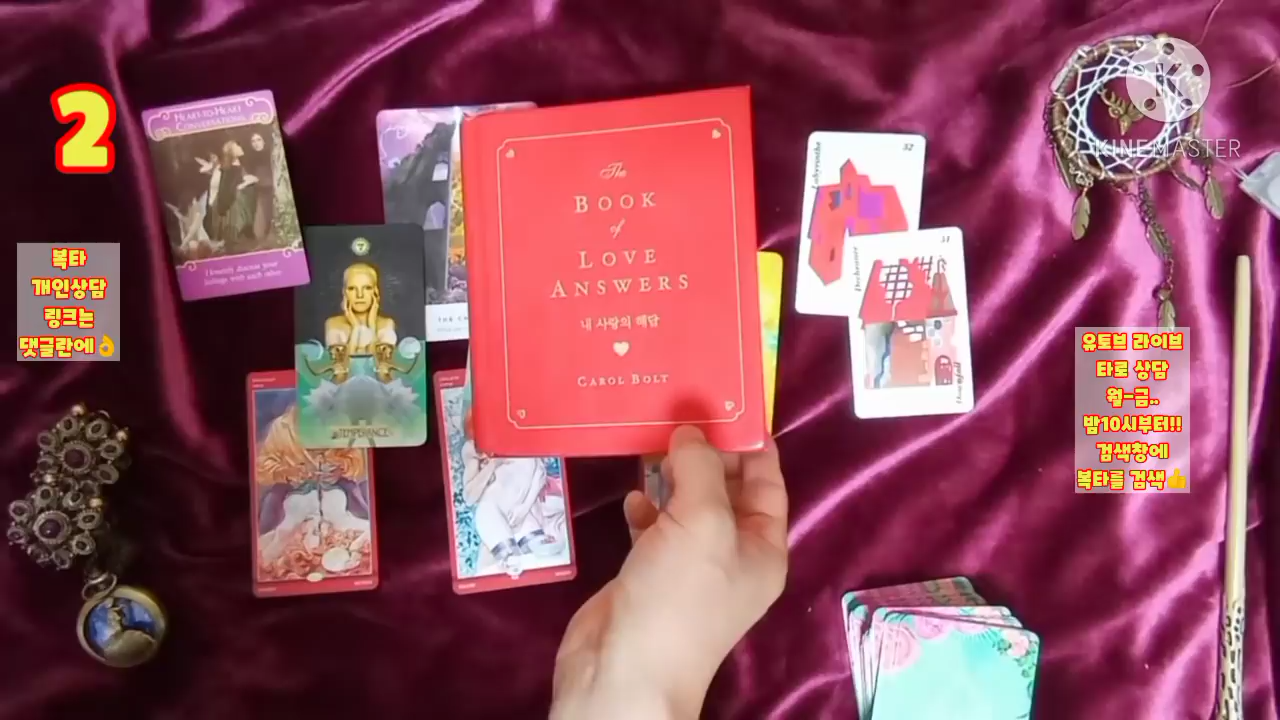 2
HEART-TO-HEART
CONVERSATIONS
Honestly discuss your
feelings with each other.
복타
개인상담
링크는
댓글란에👌
TEMPERANCE
The
BOOK
of
LOVE
ANSWERS
내 사랑의 해답
CAROL BOLT
32
Labyrinthe
31
KINEMASTER
유토브 라이브
타로 상담
월-금..
밤10시부터!!
검색창에
복타를 검색👍